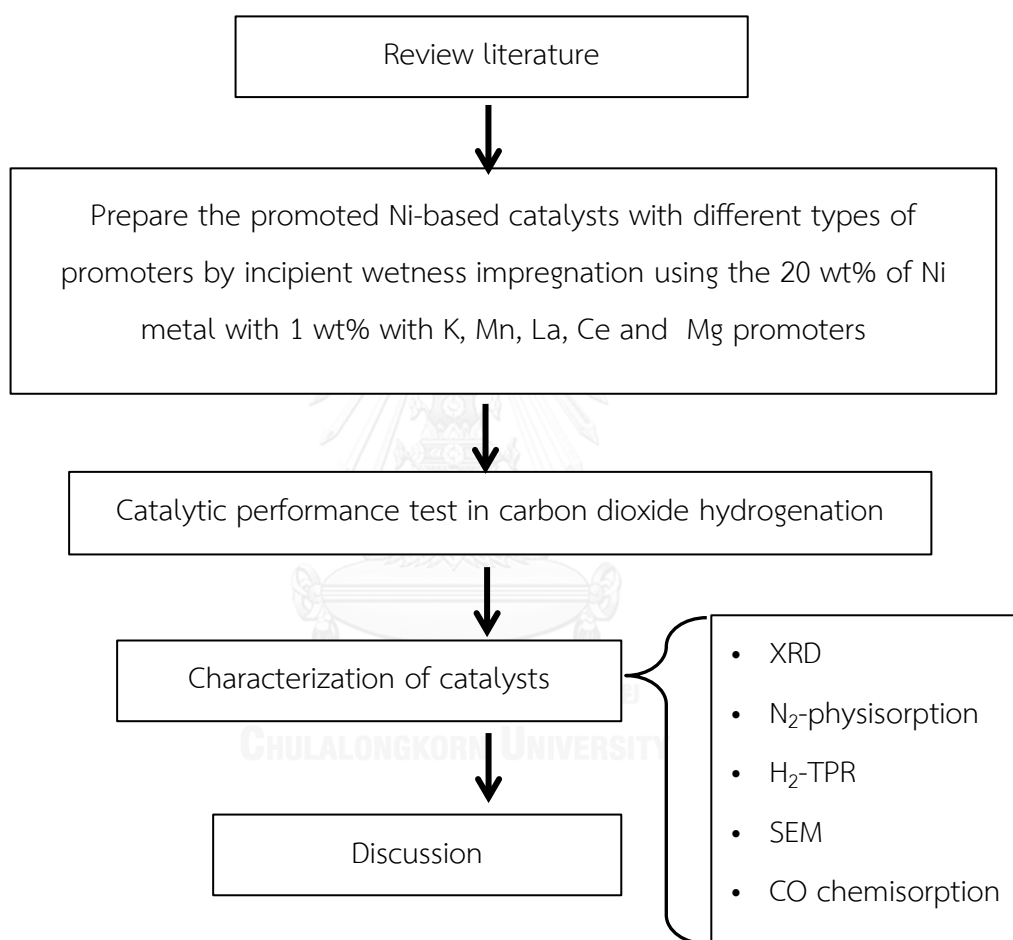 Review literature
Prepare the promoted Ni-based catalysts with different types of
promoters by incipient wetness impregnation using the 20 wt% of Ni
metal with 1 wt% with K, Mn, La, Ce and Mg promoters
Catalytic performance test in carbon dioxide hydrogenation
Characterization of catalysts
• XRD
• N₂-physisorption
• H₂-TPR
• SEM
• CO chemisorption
CHULALONGKORN UNIVERSITY
Discussion